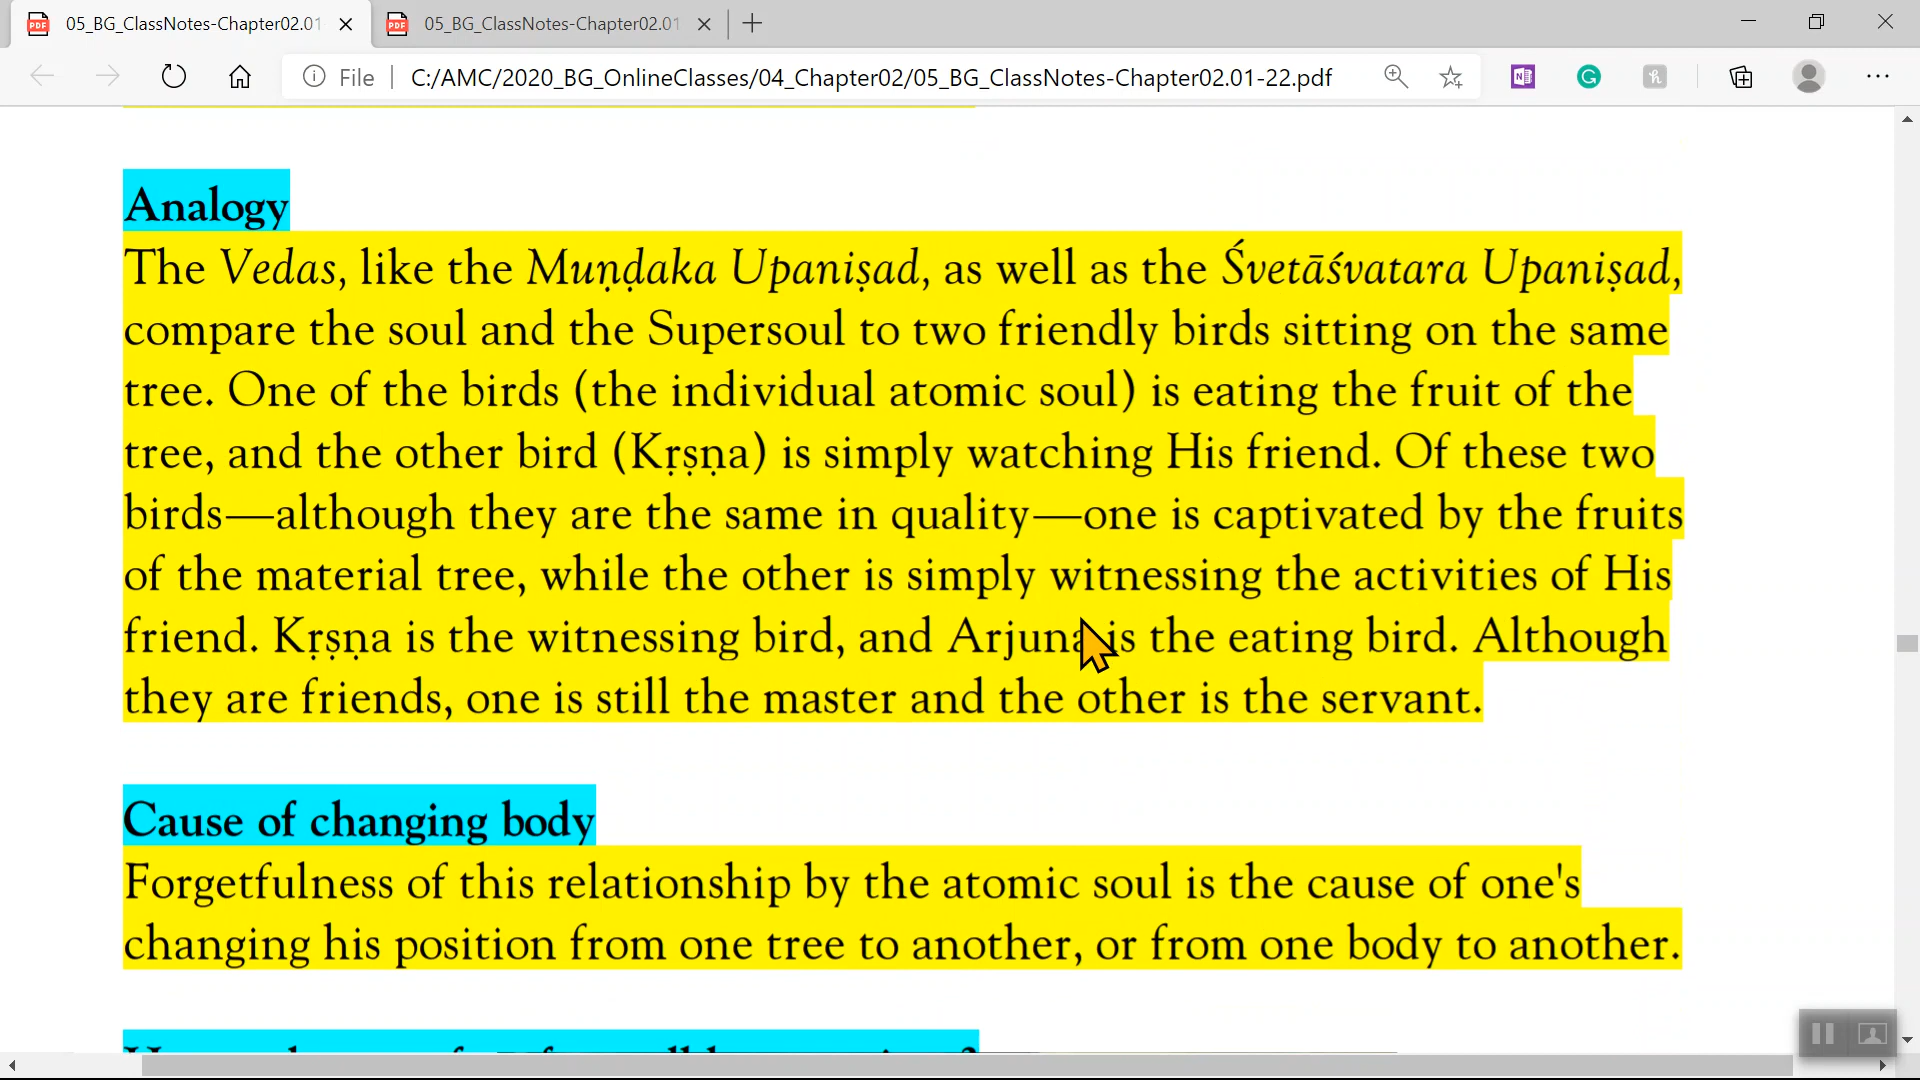 05_BG_ClassNotes-Chapter02.01
05_BG_ClassNotes-Chapter02.01
File
C:/AMC/2020_BG_OnlineClasses/04_Chapter02/05_BG_ClassNotes-Chapter02.01-22.pdf
Analogy
The Vedas, like the Muṇḍaka Upaniṣad, as well as the Śvetāśvatara Upaniṣad,
compare the soul and the Supersoul to two friendly birds sitting on the same
tree. One of the birds (the individual atomic soul) is eating the fruit of the
tree, and the other bird (Kṛṣṇa) is simply watching His friend. Of these two
birds—although they are the same in quality—one is captivated by the fruits
of the material tree, while the other is simply witnessing the activities of His
friend. Kṛṣṇa is the witnessing bird, and Arjuna is the eating bird. Although
they are friends, one is still the master and the other is the servant.
Cause of changing body
Forgetfulness of this relationship by the atomic soul is the cause of one's
changing his position from one tree to another, or from one body to another.